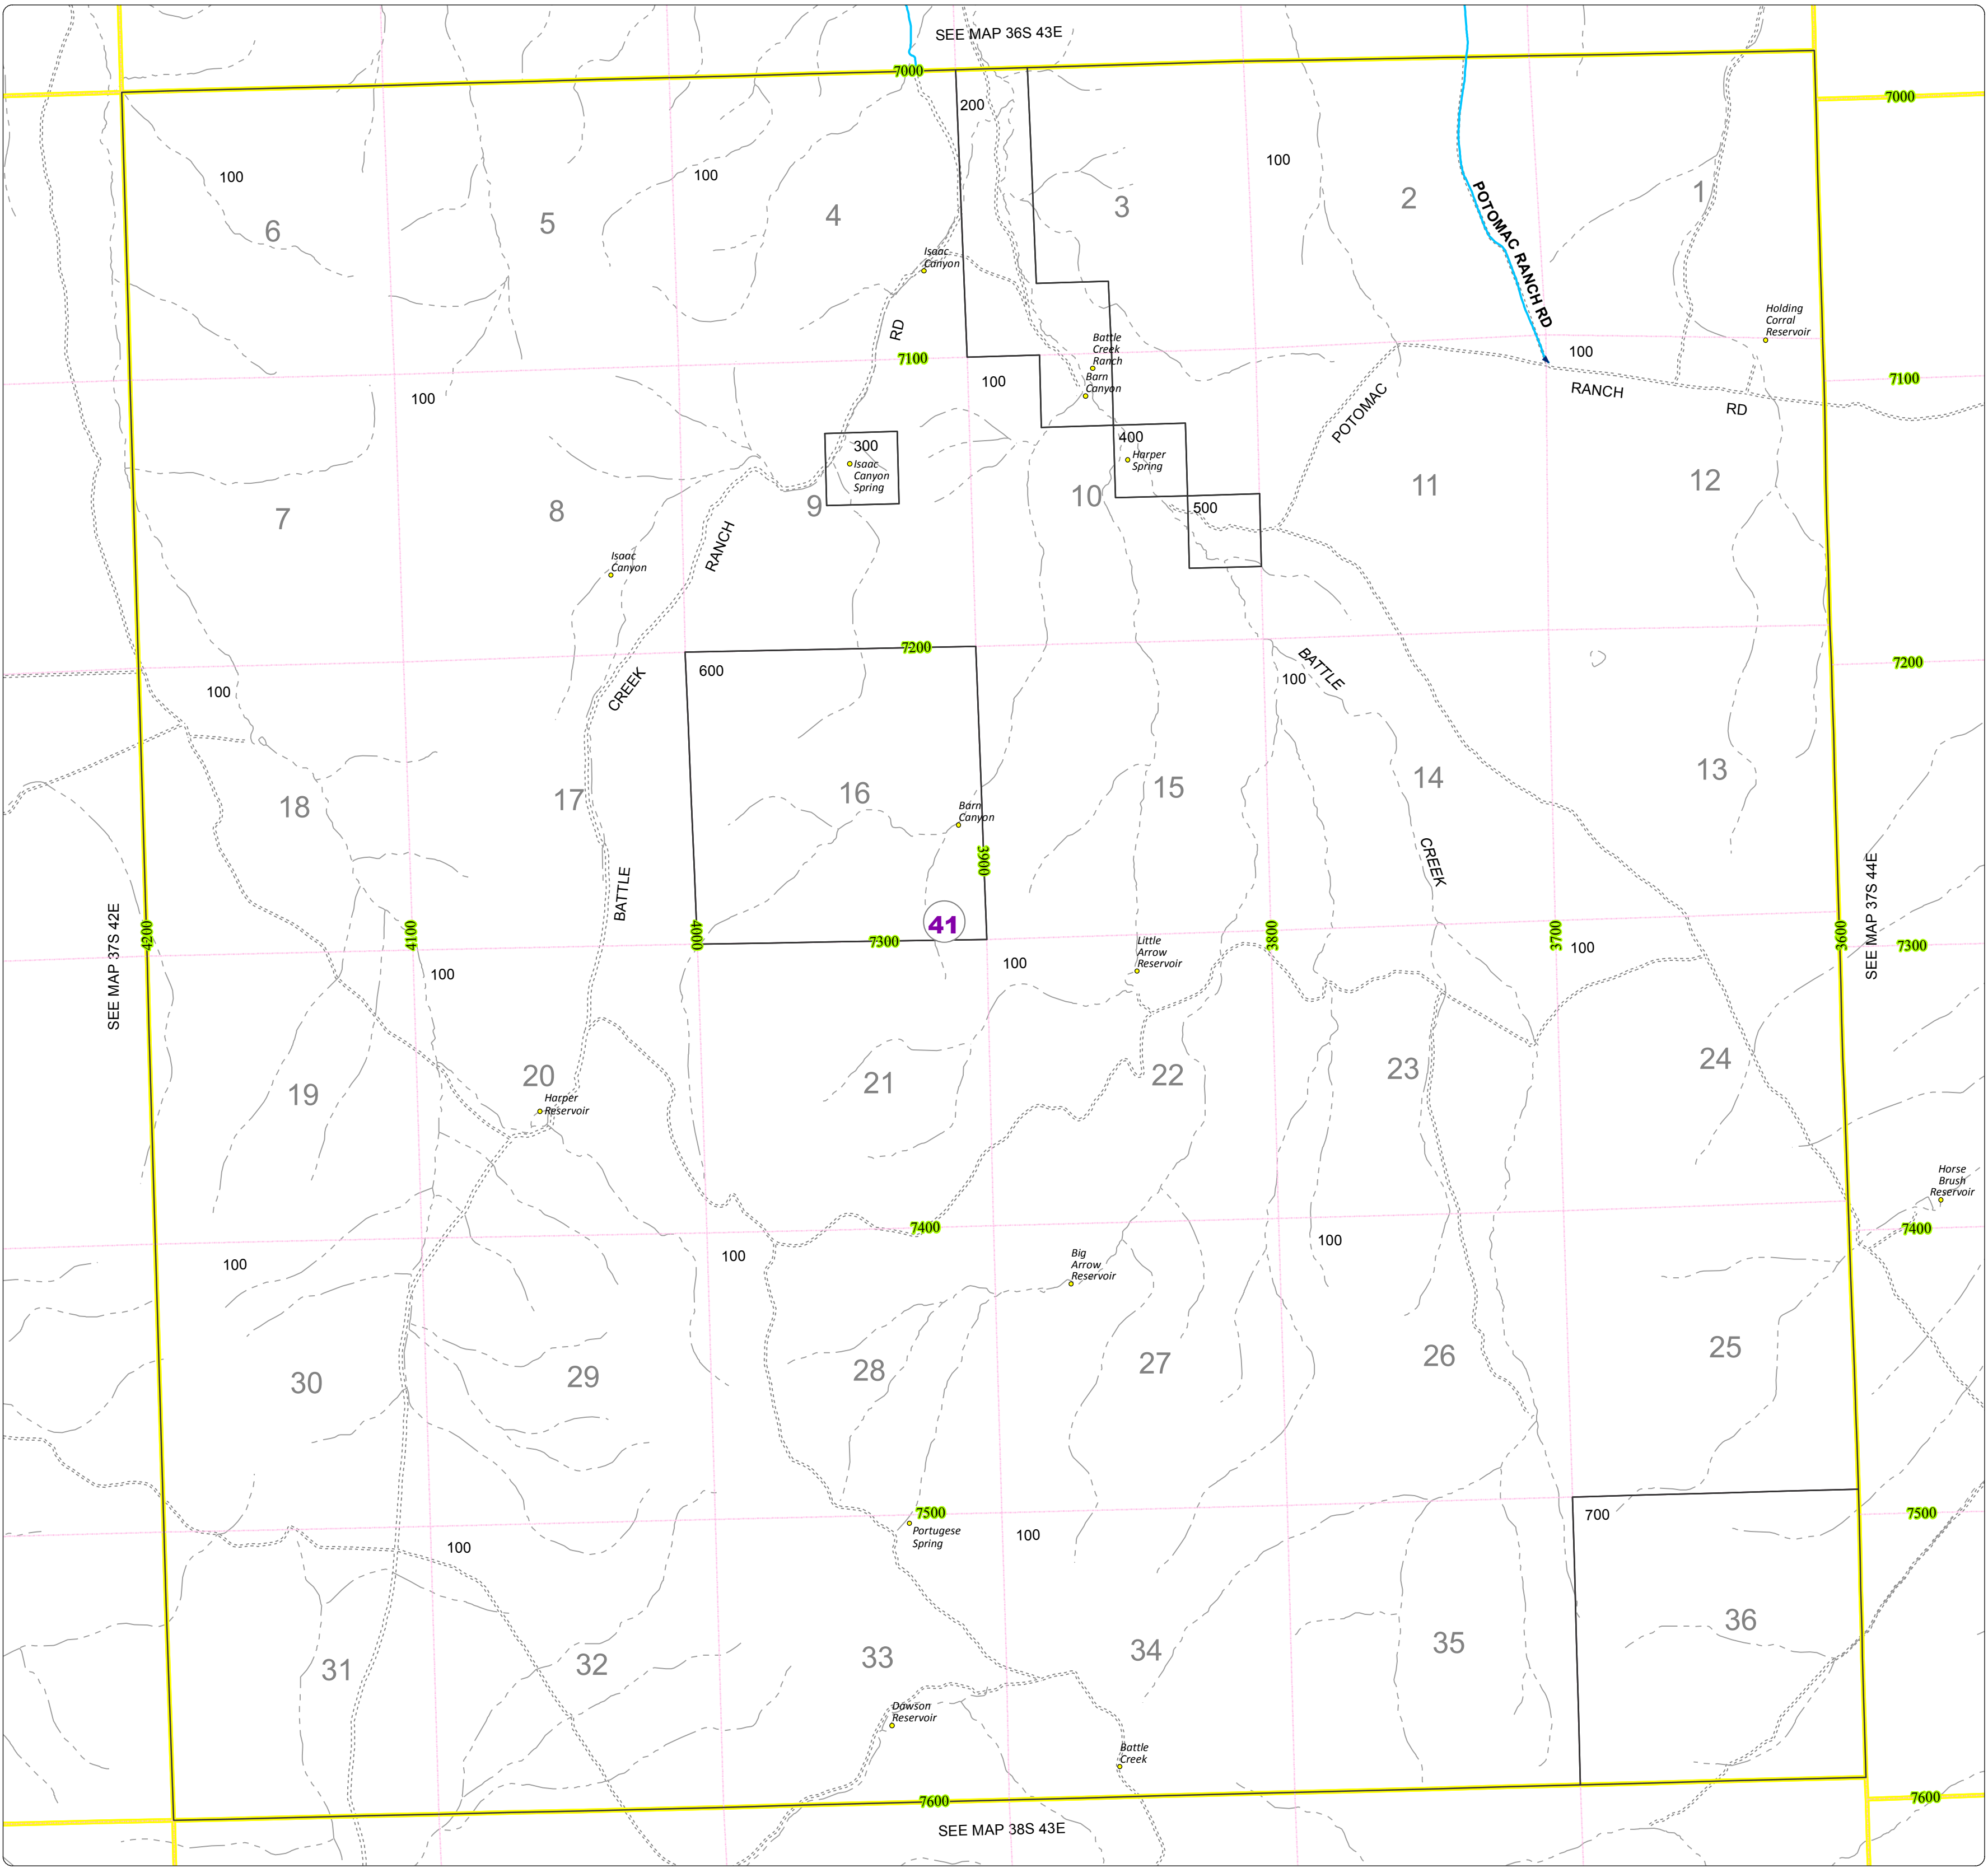 SEE MAP 36S 43E
7000
7000
200
100
100
100
6
5
4
3
2
1
POTOMAC RANCH RD
Isaac
Canyon
RD
Holding
Corral
Reservoir
Battle
Creek
Ranch
Barn
Canyon
7100
100
100
100
7100
RANCH
RD
POTOMAC
300
Isaac
Canyon
Spring
400
Harper
Spring
500
7
8
9
10
11
12
Isaac
Canyon
RANCH
7200
7200
600
100
CREEK
100
BATTLE
18
17
16
15
14
13
Barn
Canyon
3900
CREEK
BATTLE
41
SEE MAP 37S 42E
4200
4100
4000
7300
3800
3700
3600
SEE MAP 37S 44E
7300
Little
Arrow
Reservoir
100
100
100
19
20
21
22
23
24
Harper
Reservoir
Horse
Brush
Reservoir
7400
7400
100
100
100
Big
Arrow
Reservoir
30
29
28
27
26
25
7500
7500
700
Portugese
Spring
100
100
31
32
33
34
35
36
Dawson
Reservoir
Battle
Creek
7600
7600
SEE MAP 38S 43E